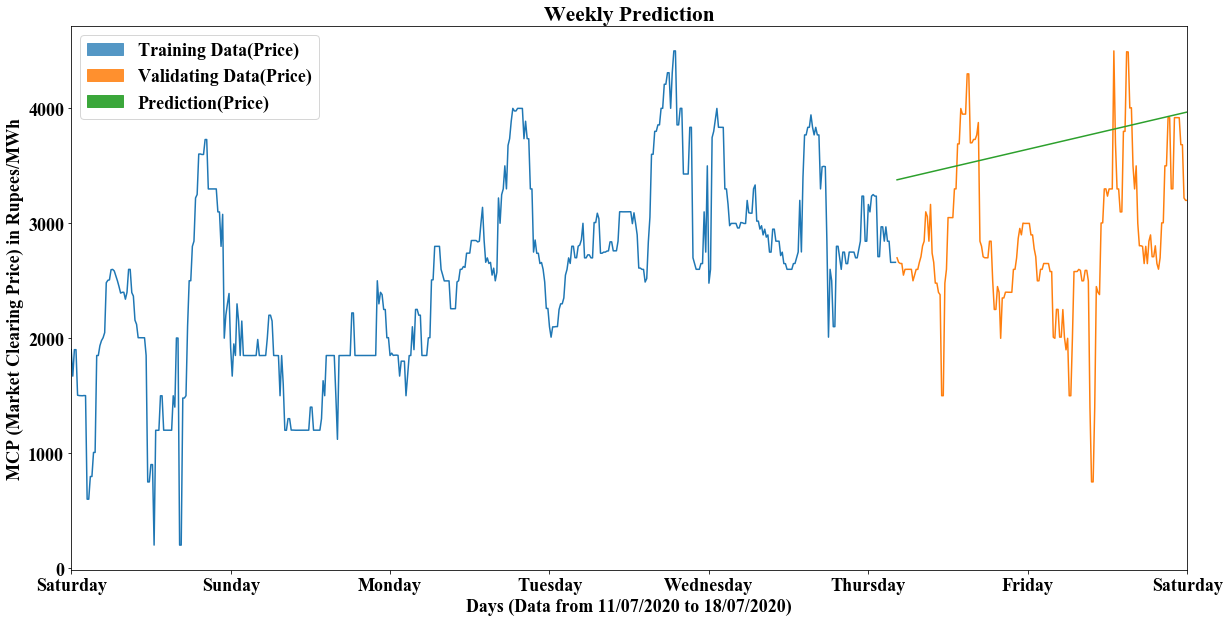 Weekly Prediction
Training Data(Price)
Validating Data(Price)
Prediction(Price)
MCP (Market Clearing Price) in Rupees/MWh
4000
3000
2000
1000
0
Saturday Sunday Monday Tuesday Wednesday Thursday Friday Saturday
Days (Data from 11/07/2020 to 18/07/2020)